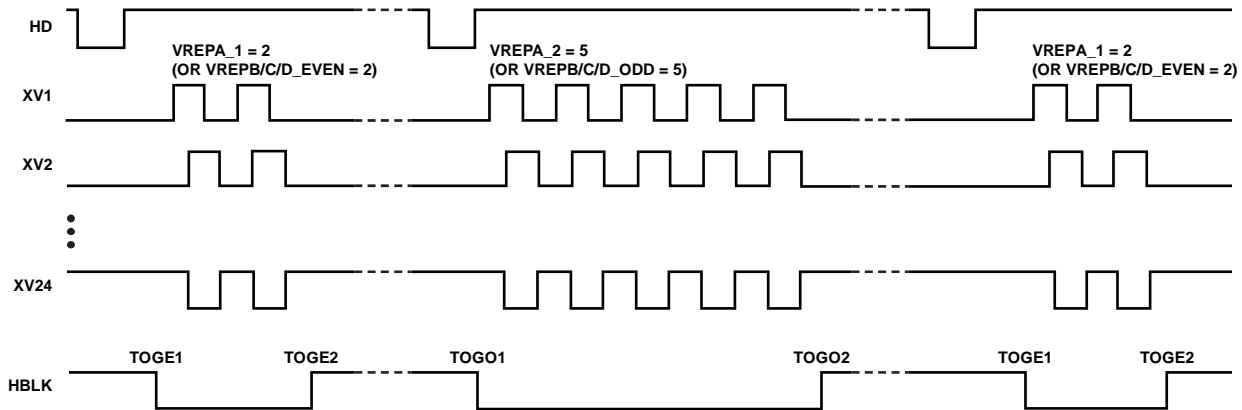 HD
VREPA_1 = 2
(OR VREPB/C/D_EVEN = 2)
VREPA_2 = 5
(OR VREPB/C/D_ODD = 5)
VREPA_1 = 2
(OR VREPB/C/D_EVEN = 2)
XV1
XV2
XV24
TOGE1
TOGE2
TOGO1
TOGO2
TOGE1
TOGE2
HBLK